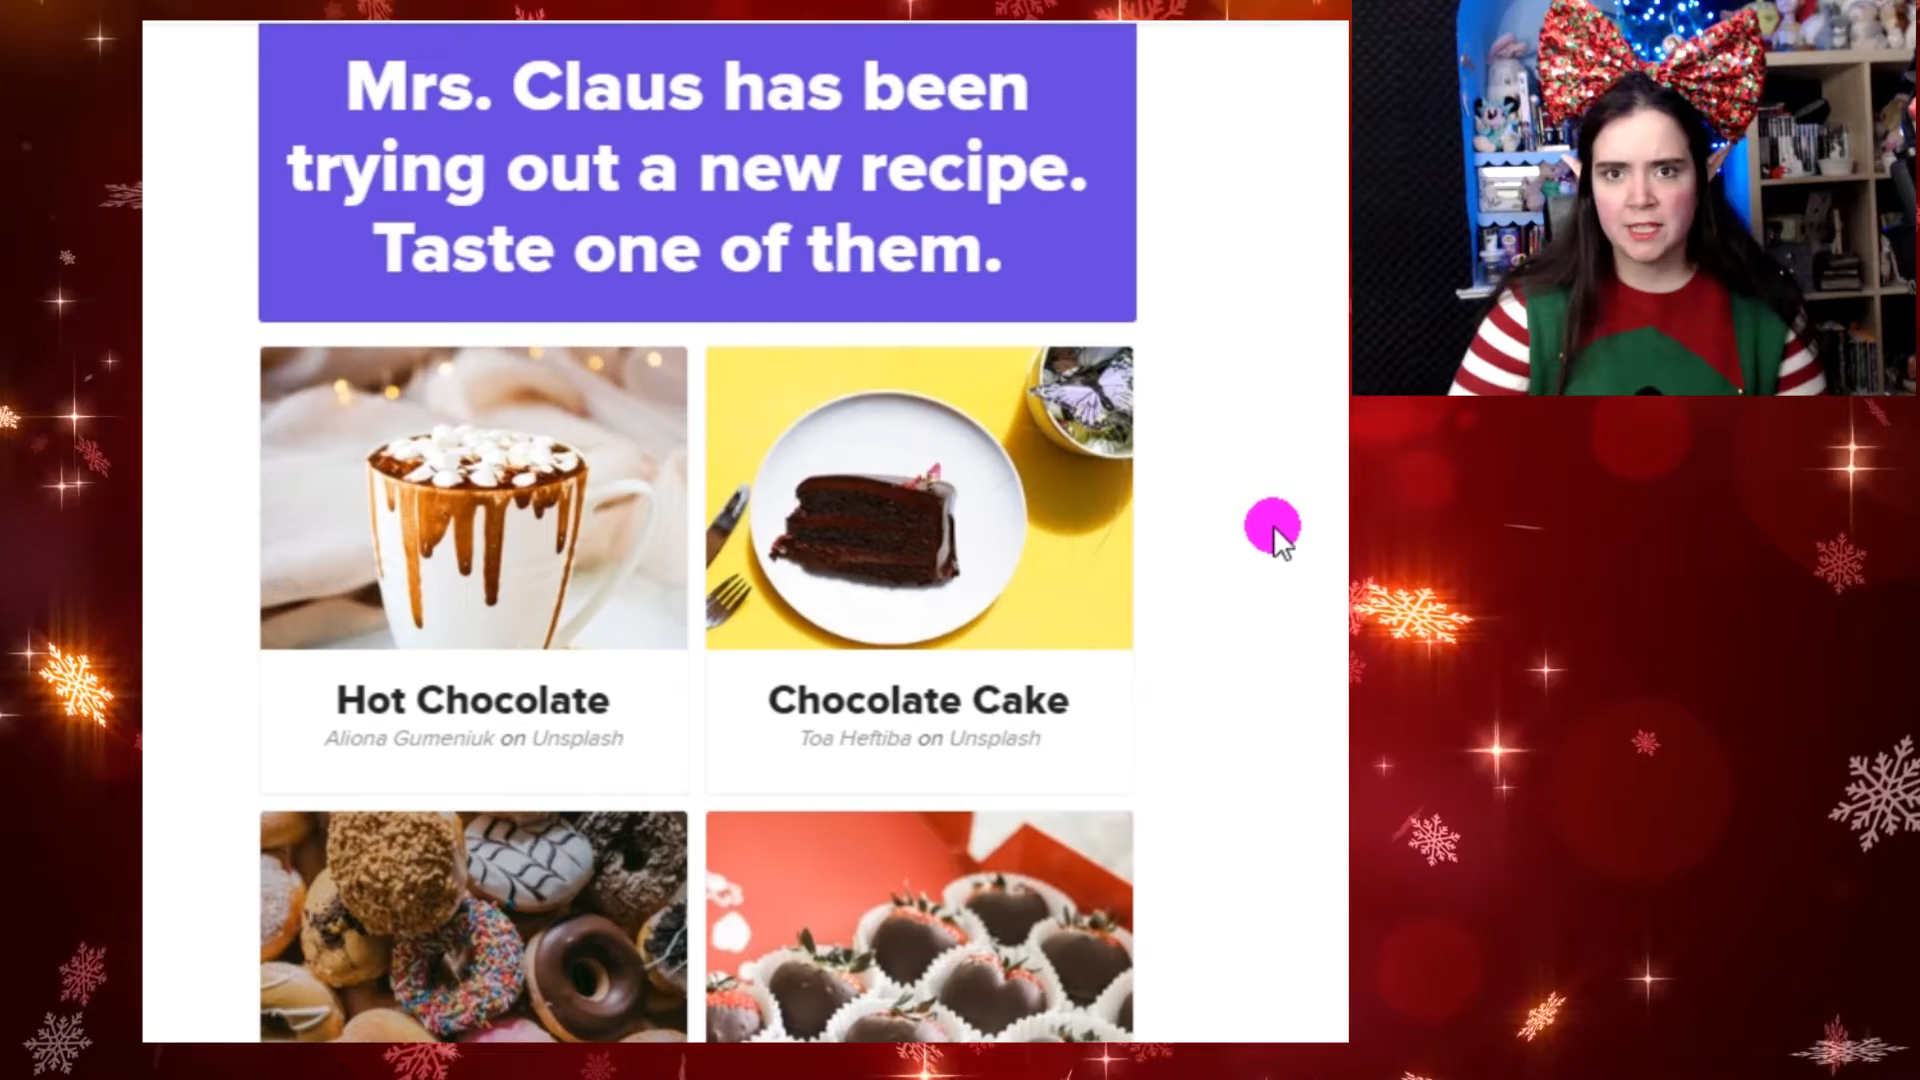 Mrs. Claus has been
trying out a new recipe.
Taste one of them.
Hot Chocolate
Aliona Gumeniuk on Unsplash
Chocolate Cake
Toa Heftiba on Unsplash